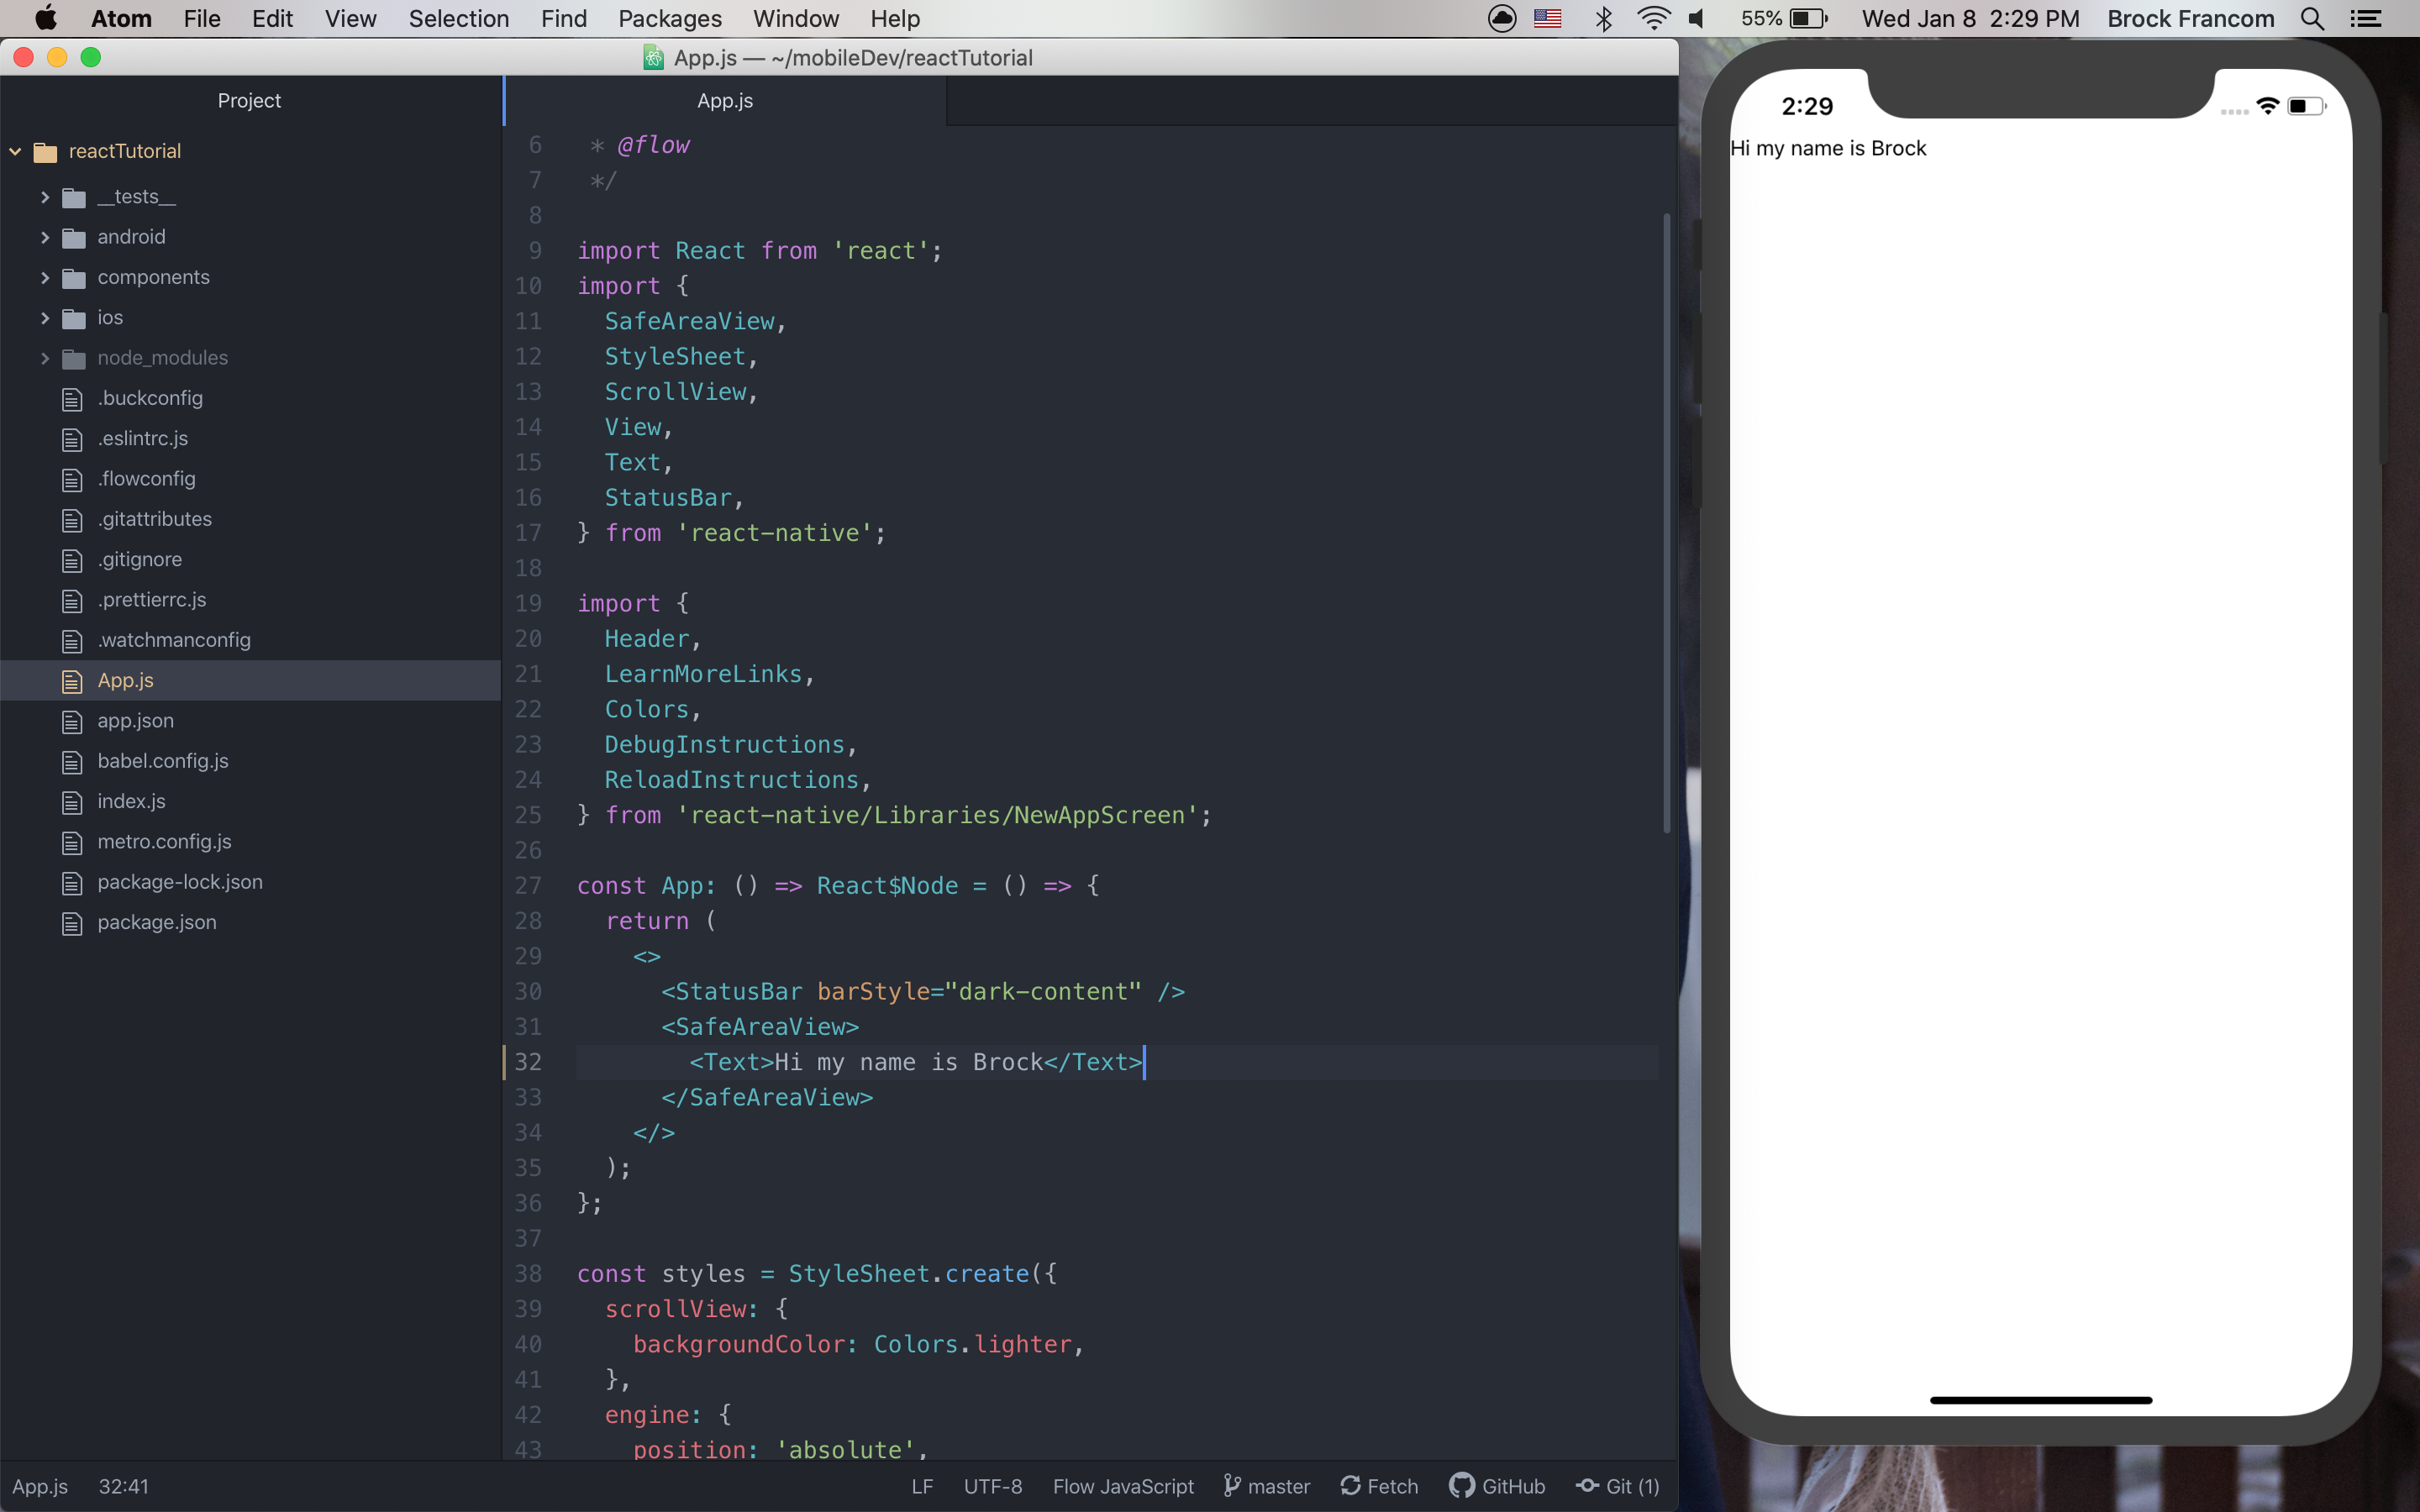 Atom File Edit View Selection Find Packages Window Help 55% Wed Jan 8 2:29 PM Brock Francom
App.js — ~/mobileDev/reactTutorial
Project
reactTutorial
__tests__
android
components
ios
node_modules
.buckconfig
.eslintrc.js
.flowconfig
.gitattributes
.gitignore
.prettierrc.js
.watchmanconfig
App.js
app.json
babel.config.js
index.js
metro.config.js
package-lock.json
package.json
App.js
6 * @flow
7 */
8
9 import React from 'react';
10 import {
11 SafeAreaView,
12 StyleSheet,
13 ScrollView,
14 View,
15 Text,
16 StatusBar,
17 } from 'react-native';
18
19 import {
20 Header,
21 LearnMoreLinks,
22 Colors,
23 DebugInstructions,
24 ReloadInstructions,
25 } from 'react-native/Libraries/NewAppScreen';
26
27 const App: () => React$Node = () => {
28 return (
29 <>
30 <StatusBar barStyle="dark-content" />
31 <SafeAreaView>
32 <Text>Hi my name is Brock</Text>
33 </SafeAreaView>
34 </>
35 );
36 };
37
38 const styles = StyleSheet.create({
39 scrollView: {
40 backgroundColor: Colors.lighter,
41 },
42 engine: {
43 position: 'absolute',
App.js 32:41 LF UTF-8 Flow JavaScript master Fetch GitHub Git (1)
2:29
Hi my name is Brock